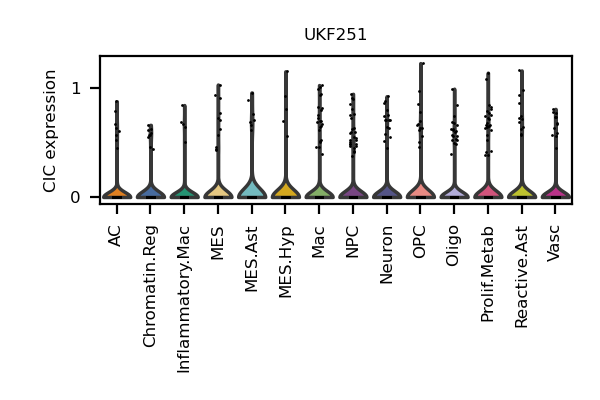 UKF251
CIC expression
1
0
AC
Chromatin.Reg
Inflammatory.Mac
MES
MES.Ast
MES.Hyp
Mac
NPC
Neuron
OPC
Oligo
Prolif.Metab
Reactive.Ast
Vasc